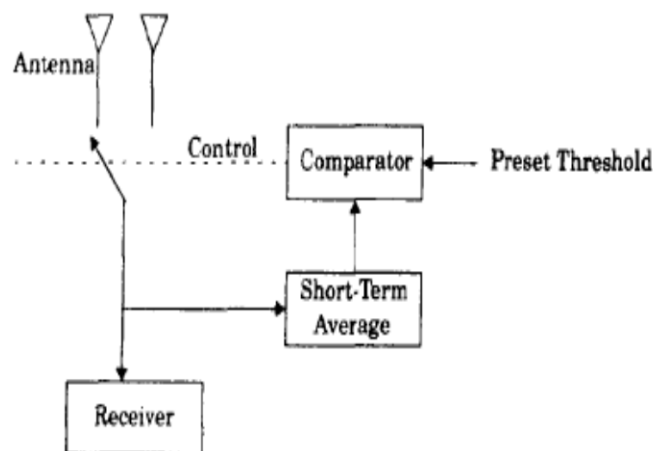 Antenna
Control
Comparator
Preset Threshold
Short-Term
Average
Receiver